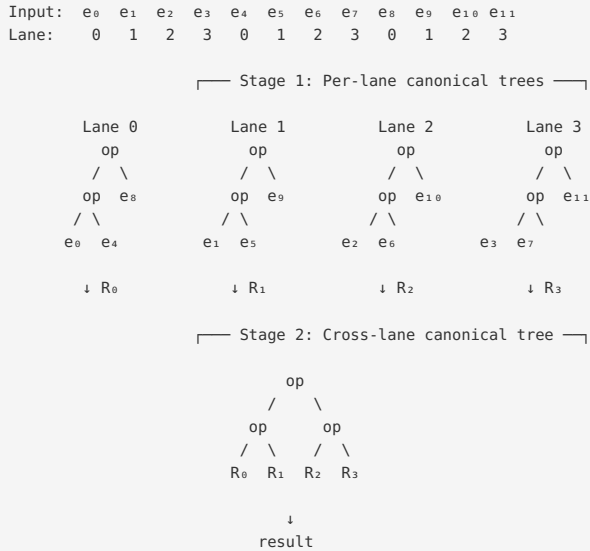 Input:  e₀  e₁  e₂  e₃  e₄  e₅  e₆  e₇  e₈  e₉  e₁₀ e₁₁
Lane:    0   1   2   3   0   1   2   3   0   1   2   3
┌── Stage 1: Per-lane canonical trees ──┐
Lane 0            Lane 1            Lane 2            Lane 3
op                op                op                op
/  \              /  \              /  \              /  \
op  e₈            op  e₉            op  e₁₀           op  e₁₁
/ \               / \               / \               / \
e₀  e₄            e₁  e₅            e₂  e₆            e₃  e₇
↓ R₀              ↓ R₁              ↓ R₂              ↓ R₃
┌── Stage 2: Cross-lane canonical tree ──┐
op
/    \
op      op
/ \     / \
R₀  R₁  R₂  R₃
↓
result